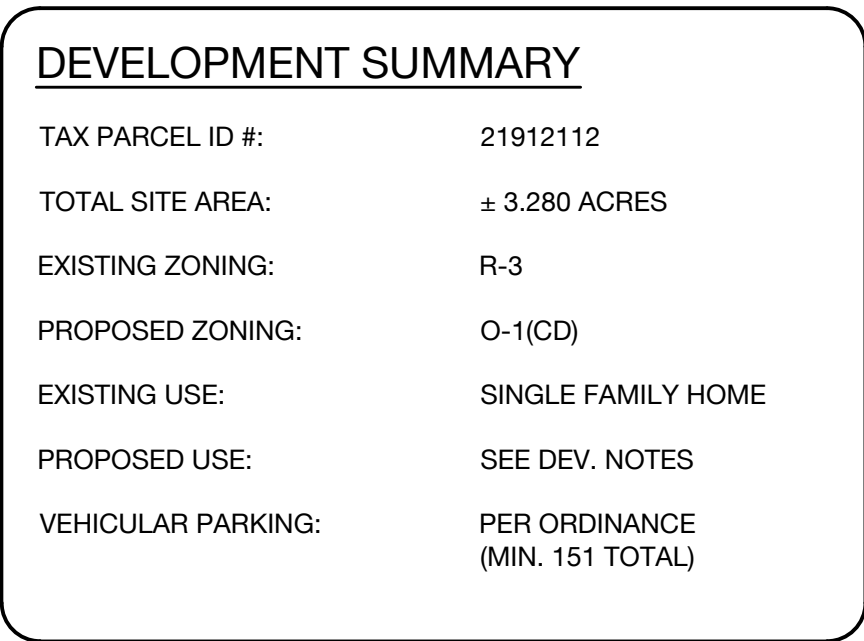 DEVELOPMENT SUMMARY
TAX PARCEL ID #: 21912112
TOTAL SITE AREA: ± 3.280 ACRES
EXISTING ZONING: R-3
PROPOSED ZONING: O-1(CD)
EXISTING USE: SINGLE FAMILY HOME
PROPOSED USE: SEE DEV. NOTES
VEHICULAR PARKING: PER ORDINANCE
(MIN. 151 TOTAL)